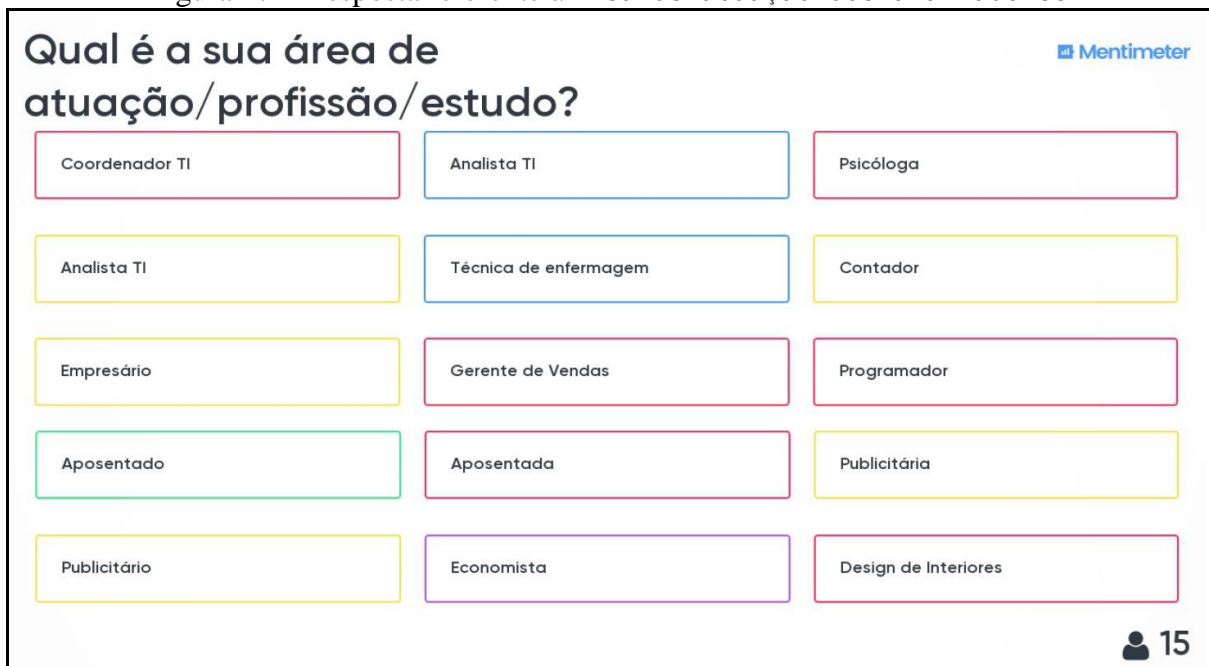 Qual é a sua área de
atuação/profissão/estudo?
Mentimeter
Coordenador TI
Analista TI
Psicóloga
Analista TI
Técnica de enfermagem
Contador
Empresário
Gerente de Vendas
Programador
Aposentado
Aposentada
Publicitária
Publicitário
Economista
Design de Interiores
15